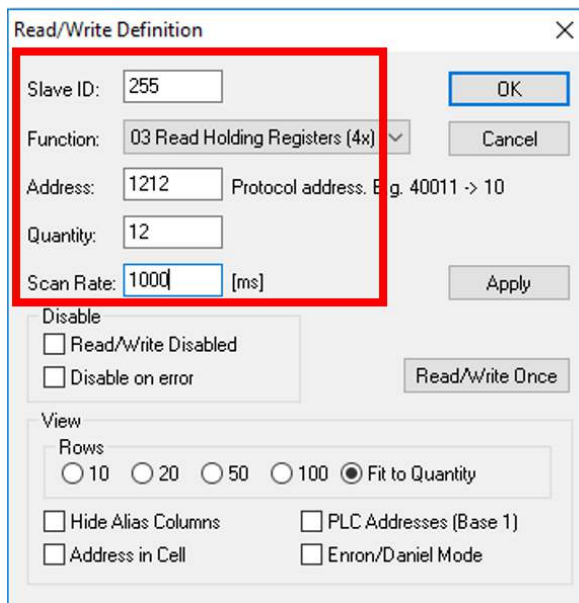 Read/Write Definition
Slave ID: 255 OK
Function: 03 Read Holding Registers (4x) Cancel
Address: 1212 Protocol address. E.g. 40011 -> 10
Quantity: 12
Scan Rate: 1000 [ms] Apply
Disable
Read/Write Disabled
Disable on error
Read/Write Once
View
Rows
10 20 50 100 Fit to Quantity
Hide Alias Columns PLC Addresses (Base 1)
Address in Cell Enron/Daniel Mode